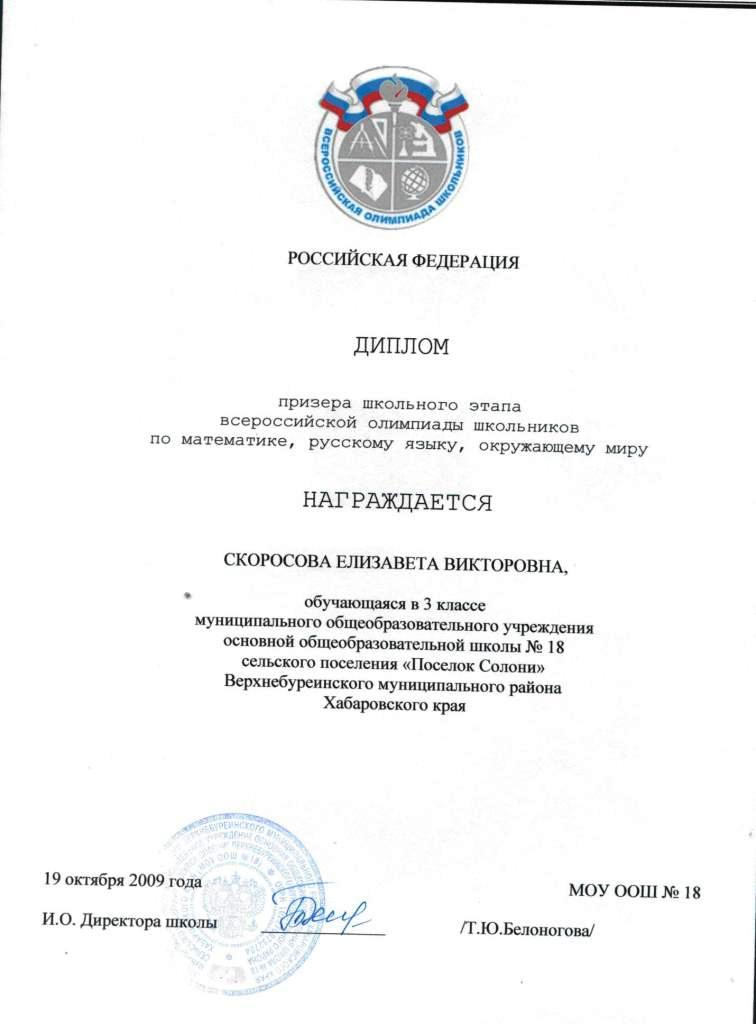 ВСЕРОССИЙСКАЯ ОЛИМПИАДА ШКОЛЬНИКОВ
РОССИЙСКАЯ ФЕДЕРАЦИЯ
ДИПЛОМ
призера школьного этапа
всероссийской олимпиады школьников
по математике, русскому языку, окружающему миру
НАГРАЖДАЕТСЯ
СКОРОСОВА ЕЛИЗАВЕТА ВИКТОРОВНА,
обучающаяся в 3 классе
муниципального общеобразовательного учреждения
основной общеобразовательной школы № 18
сельского поселения «Поселок Солони»
Верхнебуреинского муниципального района
Хабаровского края
19 октября 2009 года
МОУ ООШ № 18
И.О. Директора школы
/Т.Ю.Белоногова/